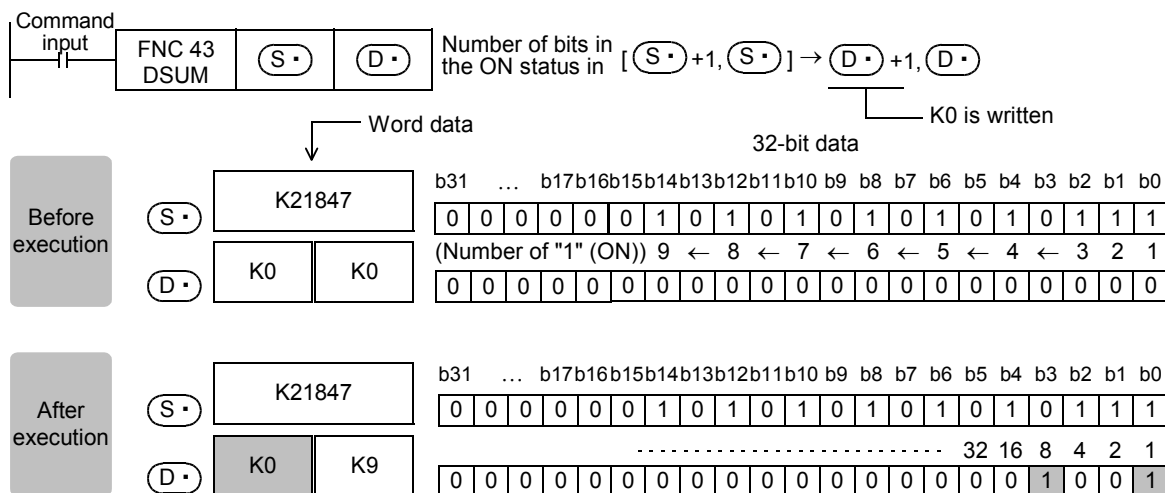 Command
input
FNC 43
DSUM
S·
D·
Number of bits in
the ON status in [S·+1, S·] → D·+1, D·
K0 is written
Word data
32-bit data
Before
execution
S·
K21847
b31 … b17 b16 b15 b14 b13 b12 b11 b10 b9 b8 b7 b6 b5 b4 b3 b2 b1 b0
0 0 0 0 0 0 0 1 0 1 0 1 0 1 0 1 0 1 0 1 1 1
(Number of "1" (ON)) 9 ← 8 ← 7 ← 6 ← 5 ← 4 ← 3 2 1
D·
K0 K0
0 0 0 0 0 0 0 0 0 0 0 0 0 0 0 0 0 0 0 0 0
After
execution
S·
K21847
b31 … b17 b16 b15 b14 b13 b12 b11 b10 b9 b8 b7 b6 b5 b4 b3 b2 b1 b0
0 0 0 0 0 0 0 1 0 1 0 1 0 1 0 1 0 1 0 1 1 1
32 16 8 4 2 1
D·
K0 K9
0 0 0 0 0 0 0 0 0 0 0 0 0 0 0 0 0 1 0 0 1